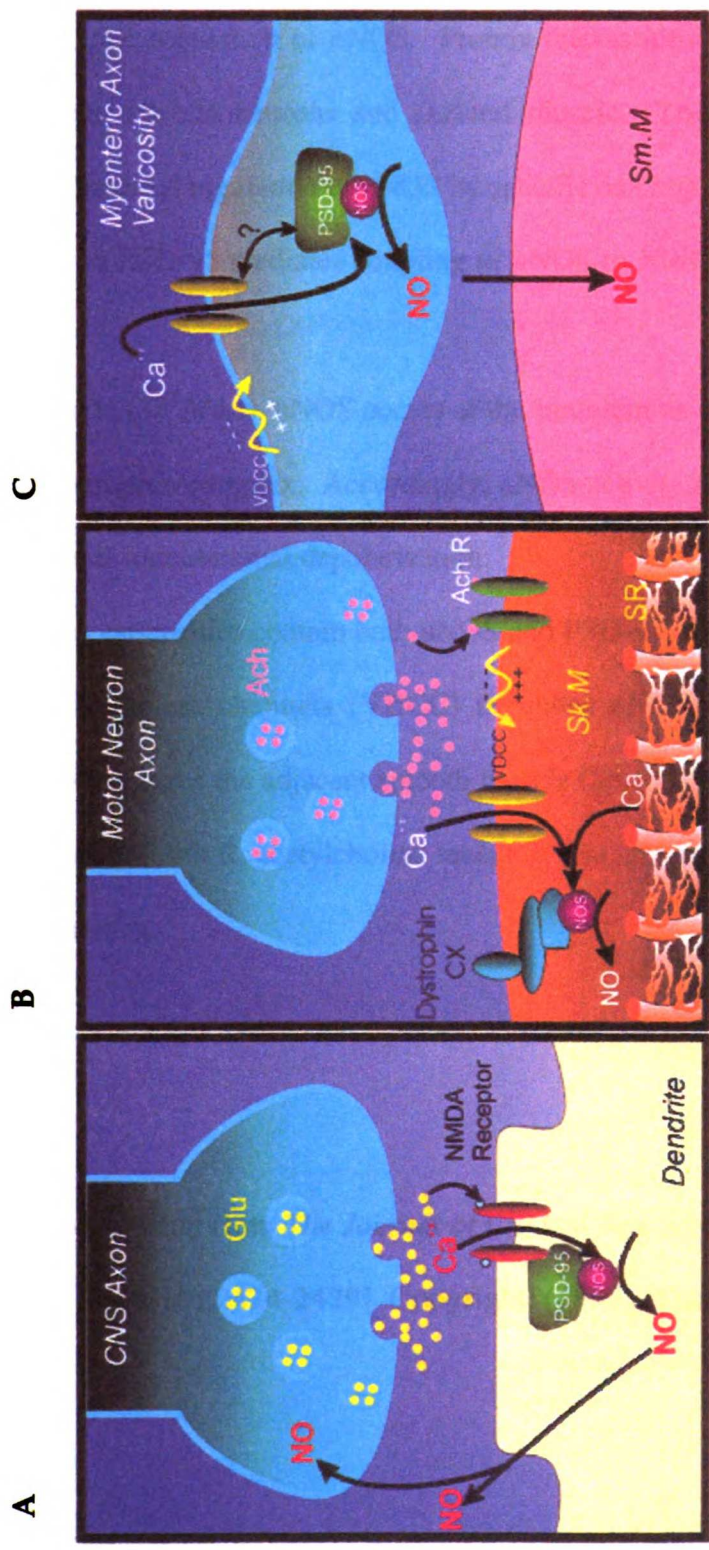 A
CNS Axon
Glu
NO
NO
Ca++
NMDA
Receptor
PSD-95
NOS
NO
Dendrite
B
Motor Neuron
Axon
Ach
Ca++
Ach R
Dystrophin
CX
VDCC
- - - -
+++
NOS
Sk.M
NO
Ca
SR
C
Myenteric Axon
Varicosity
Ca++
?
VDCC
- - - -
+++
PSD-95
NOS
NO
NO
Sm.M